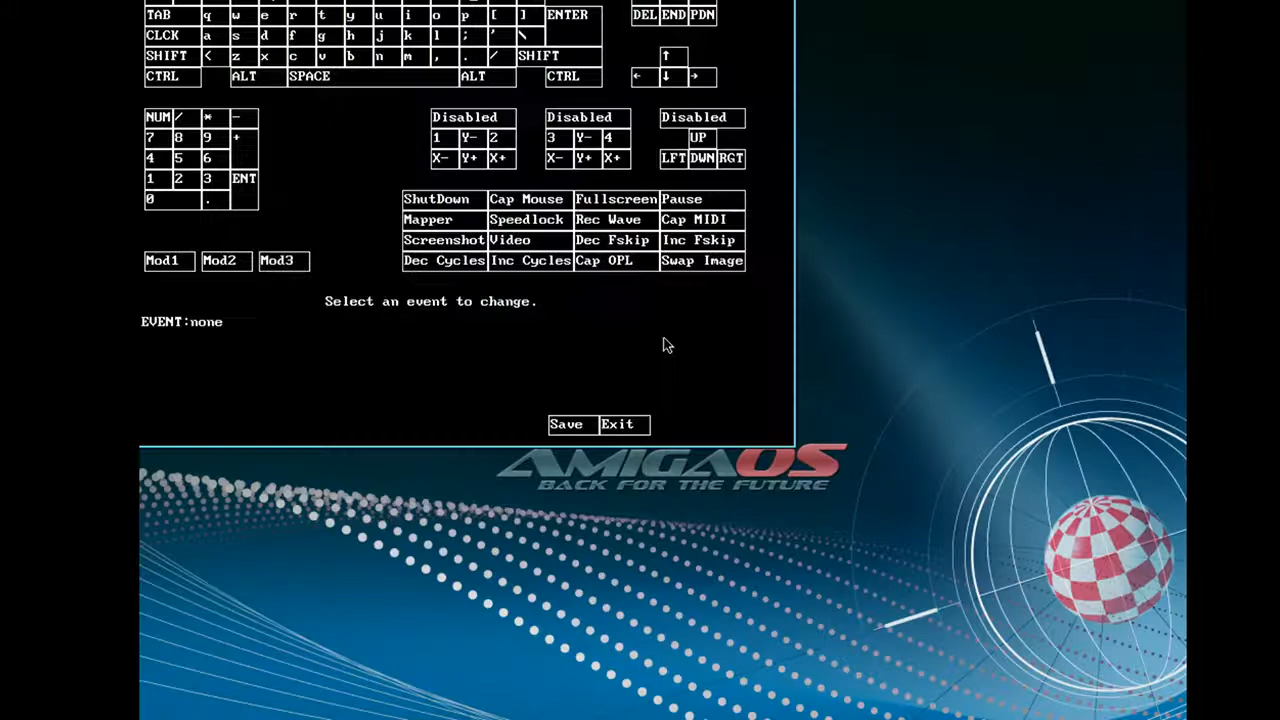 TAB q w e r t y u i o p [ ] ENTER DEL END PDN
CLCK a s d f g h j k l ; ' \
SHIFT < z x c v b n m , . / SHIFT ↑
CTRL ALT SPACE ALT CTRL ← ↓ →
NUM / * - Disabled Disabled Disabled
7 8 9 + 1 Y- 2 3 Y- 4 UP
4 5 6 X- Y+ X+ X- Y+ X+ LFT DWN RGT
1 2 3 ENT
0 . ShutDown Cap Mouse Fullscreen Pause
Mapper Speedlock Rec Wave Cap MIDI
Screenshot Video Dec Fskip Inc Fskip
Mod1 Mod2 Mod3 Dec Cycles Inc Cycles Cap OPL Swap Image
Select an event to change.
EVENT:none
Save Exit
AMIGAOS
BACK FOR THE FUTURE